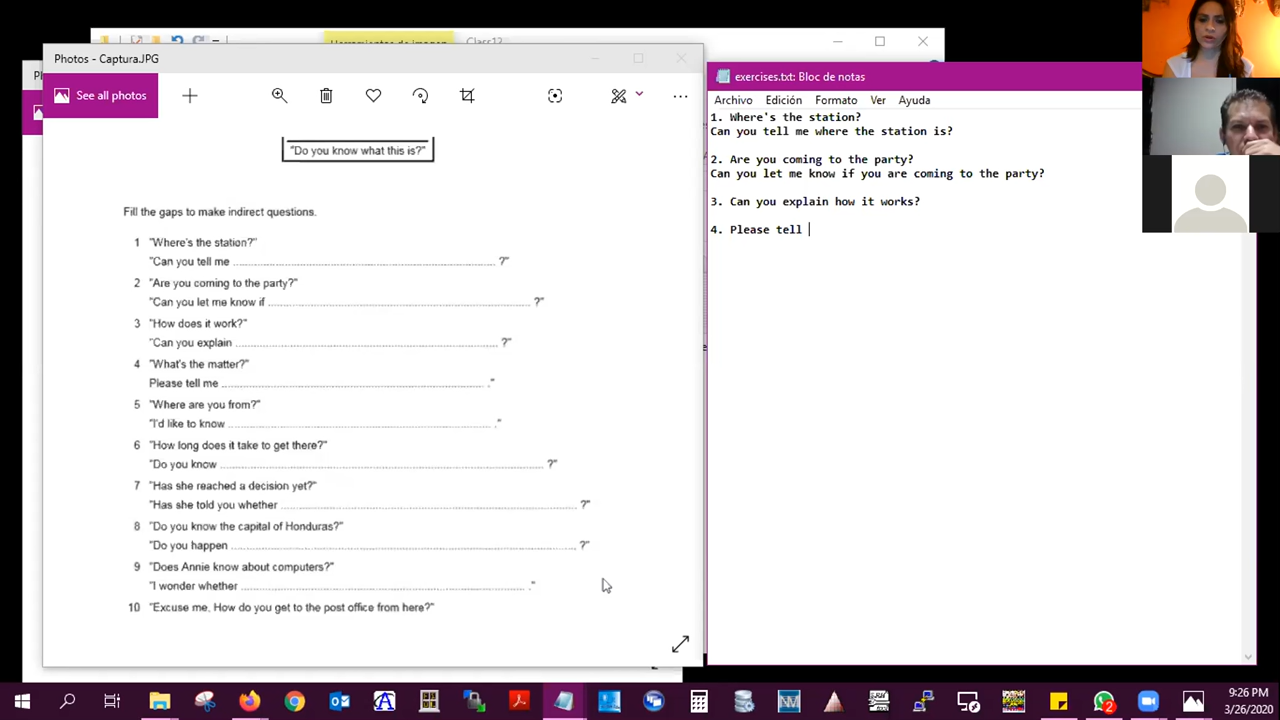 Herramientas de imagen
Class12
Photos - Captura.JPG
See all photos
"Do you know what this is?"
Fill the gaps to make indirect questions.
1 "Where's the station?"
"Can you tell me ........................ ?"
2 "Are you coming to the party?"
"Can you let me know if ........................ ?"
3 "How does it work?"
"Can you explain ........................ ?"
4 "What's the matter?"
Please tell me ........................ ."
5 "Where are you from?"
"I'd like to know ........................ ."
6 "How long does it take to get there?"
"Do you know ........................ ?"
7 "Has she reached a decision yet?"
"Has she told you whether ........................ ?"
8 "Do you know the capital of Honduras?"
"Do you happen ........................ ?"
9 "Does Annie know about computers?"
"I wonder whether ........................ ."
10 "Excuse me. How do you get to the post office from here?"
exercises.txt: Bloc de notas
Archivo Edición Formato Ver Ayuda
1. Where's the station?
Can you tell me where the station is?
2. Are you coming to the party?
Can you let me know if you are coming to the party?
3. Can you explain how it works?
4. Please tell
9:26 PM
3/26/2020